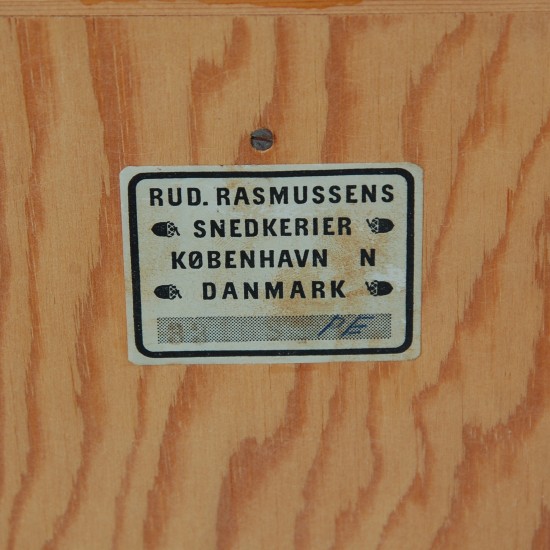 RUD. RASMUSSENS
SNEDKERIER
KØBENHAVN N
DANMARK
PE